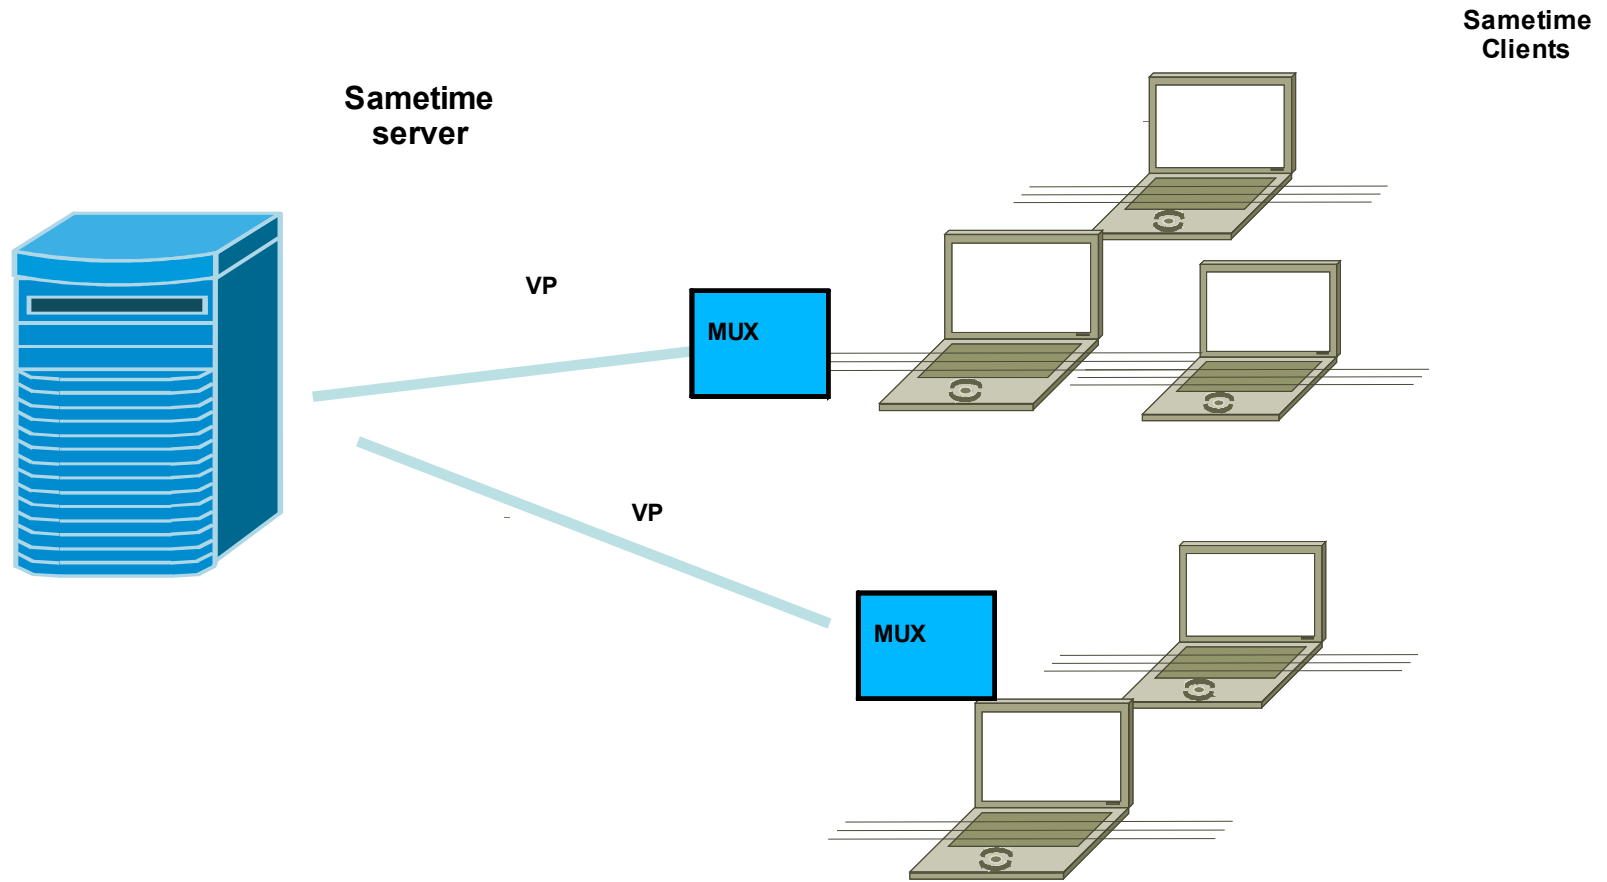 Sametime
Clients
Sametime
server
VP
MUX
VP
MUX